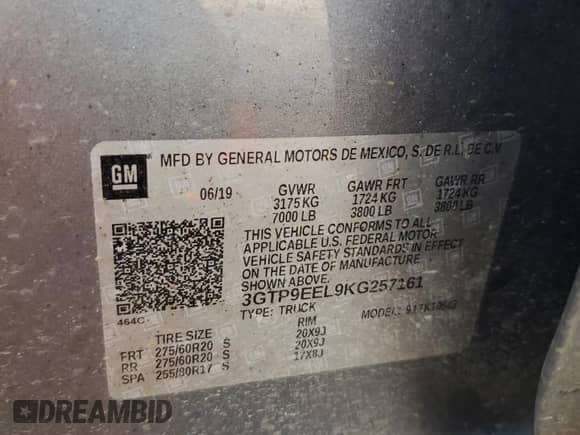 GM
MFD BY GENERAL MOTORS DE MEXICO, S. DE R.L. DE C.V.
06/19 GVWR GAWR FRT GAWR RR
3175 KG 1724 KG 1724 KG
7000 LB 3800 LB 3800 LB
THIS VEHICLE CONFORMS TO ALL
APPLICABLE U.S. FEDERAL MOTOR
VEHICLE SAFETY STANDARDS IN EFFECT
ON THE DATE OF MANUFACTURE
SHOWN ABOVE.
3GTP9EEL9KG257161
464C TYPE: TRUCK MODEL:
TIRE SIZE RIM
FRT 275/60R20 S 20X9J
RR 275/60R20 S 20X9J
SPA 255/80R17 S 17X8J
DREAMBID